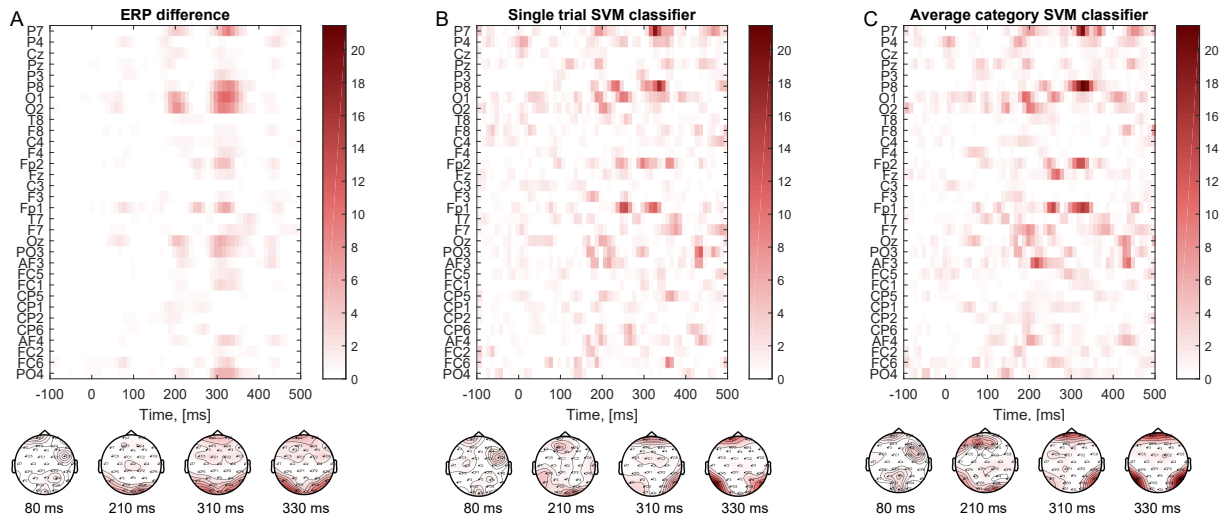 A
ERP difference
P7
P4
Cz
Pz
P3
P8
O1
O2
T8
F8
C4
F4
Fp2
Fz
C3
F3
Fp1
T7
F7
Oz
PO3
AF3
FC5
FC1
CP5
CP1
CP2
CP6
AF4
FC2
FC6
PO4
-100 0 100 200 300 400 500
Time, [ms]
20
18
16
14
12
10
8
6
4
2
0
80 ms 210 ms 310 ms 330 ms
B
Single trial SVM classifier
P7
P4
Cz
Pz
P3
P8
O1
O2
T8
F8
C4
F4
Fp2
Fz
C3
F3
Fp1
T7
F7
Oz
PO3
AF3
FC5
FC1
CP5
CP1
CP2
CP6
AF4
FC2
FC6
PO4
-100 0 100 200 300 400 500
Time, [ms]
20
18
16
14
12
10
8
6
4
2
0
80 ms 210 ms 310 ms 330 ms
C
Average category SVM classifier
P7
P4
Cz
Pz
P3
P8
O1
O2
T8
F8
C4
F4
Fp2
Fz
C3
F3
Fp1
T7
F7
Oz
PO3
AF3
FC5
FC1
CP5
CP1
CP2
CP6
AF4
FC2
FC6
PO4
-100 0 100 200 300 400 500
Time, [ms]
20
18
16
14
12
10
8
6
4
2
0
80 ms 210 ms 310 ms 330 ms